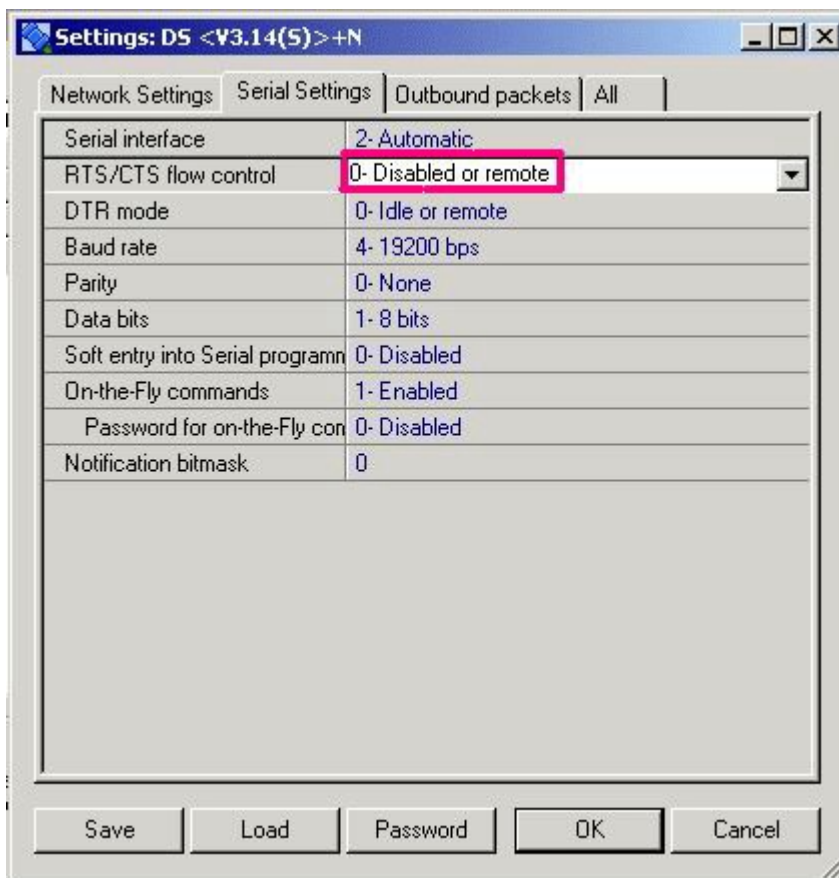 Settings: DS <V3.14(S)>+N
Network Settings Serial Settings Outbound packets All
Serial interface 2- Automatic
RTS/CTS flow control 0- Disabled or remote
DTR mode 0- Idle or remote
Baud rate 4- 19200 bps
Parity 0- None
Data bits 1- 8 bits
Soft entry into Serial programn 0- Disabled
On-the-Fly commands 1- Enabled
Password for on-the-Fly con 0- Disabled
Notification bitmask 0
Save Load Password OK Cancel